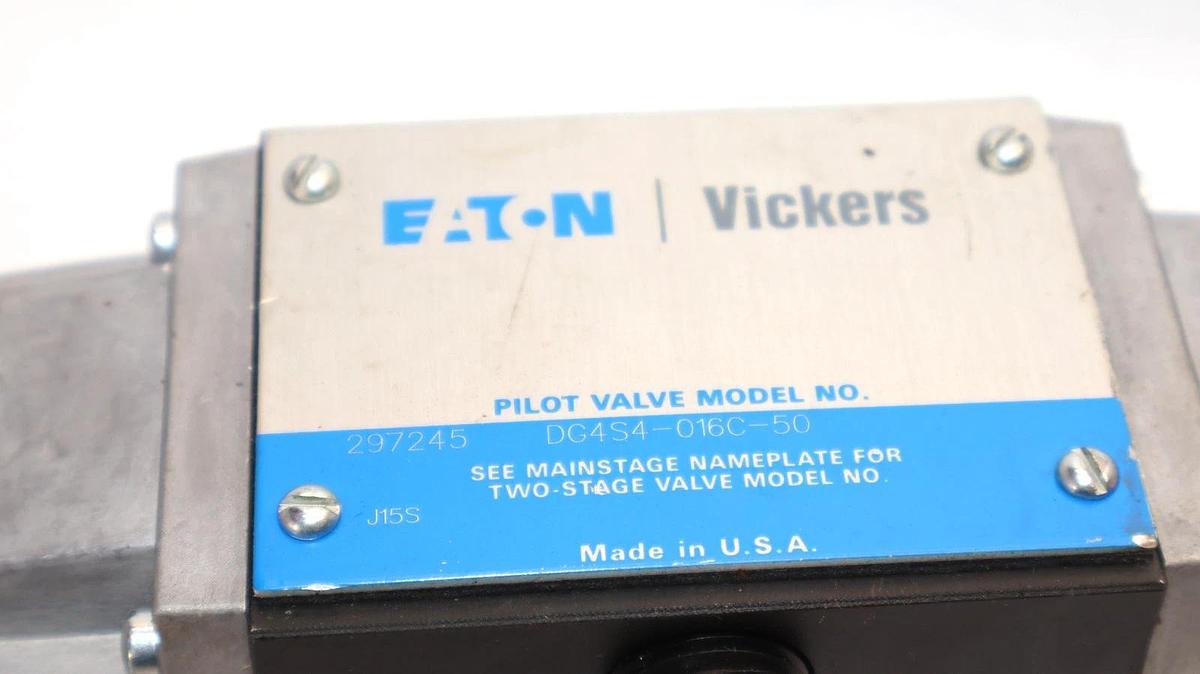 EATON | Vickers
PILOT VALVE MODEL NO.
297245 DG4S4-016C-50
SEE MAINSTAGE NAMEPLATE FOR
TWO-STAGE VALVE MODEL NO.
J15S
Made in U.S.A.